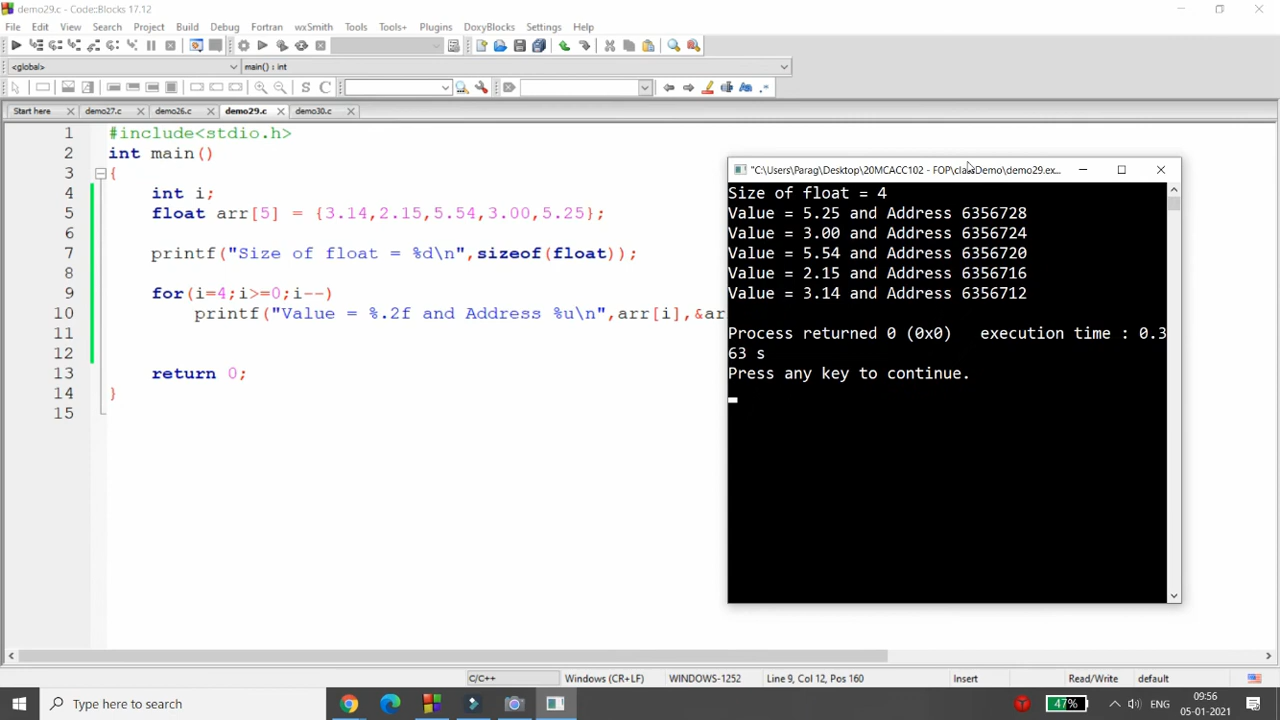 demo29.c - Code::Blocks 17.12
File Edit View Search Project Build Debug Fortran wxSmith Tools Tools+ Plugins DoxyBlocks Settings Help
<global> main() : int
S C
Start here demo27.c demo26.c demo29.c demo30.c
1 #include<stdio.h>
2 int main()
3 {
4 int i;
5 float arr[5] = {3.14,2.15,5.54,3.00,5.25};
6
7 printf("Size of float = %d\n",sizeof(float));
8
9 for(i=4;i>=0;i--)
10 printf("Value = %.2f and Address %u\n",arr[i],&ar
11
12
13 return 0;
14 }
15
"C:\Users\Parag\Desktop\20MCACC102 - FOP\classDemo\demo29.ex...
Size of float = 4
Value = 5.25 and Address 6356728
Value = 3.00 and Address 6356724
Value = 5.54 and Address 6356720
Value = 2.15 and Address 6356716
Value = 3.14 and Address 6356712
Process returned 0 (0x0) execution time : 0.3
63 s
Press any key to continue.
C/C++ Windows (CR+LF) WINDOWS-1252 Line 9, Col 12, Pos 160 Insert Read/Write default
Type here to search
47% ENG 09:56
05-01-2021